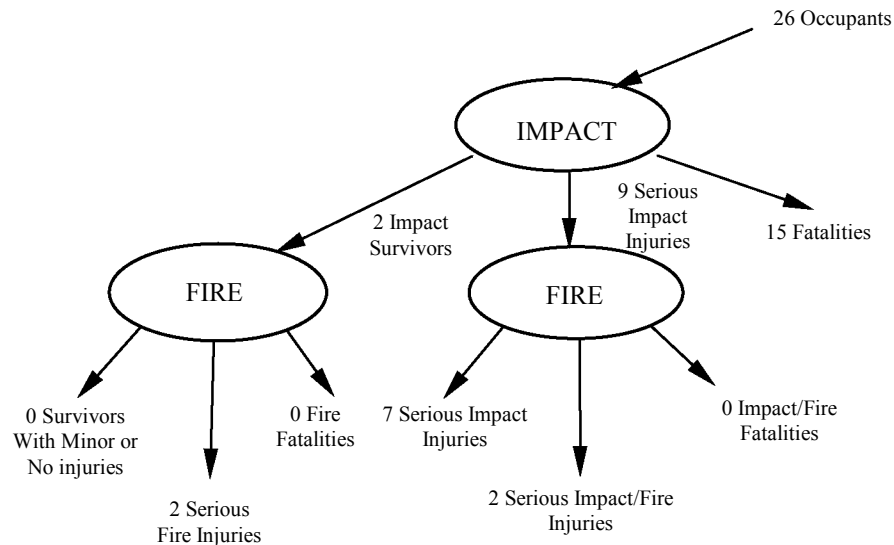 26 Occupants
IMPACT
2 Impact
Survivors
9 Serious
Impact
Injuries
15 Fatalities
FIRE
FIRE
0 Survivors
With Minor or
No injuries
2 Serious
Fire Injuries
0 Fire
Fatalities
7 Serious Impact
Injuries
2 Serious Impact/Fire
Injuries
0 Impact/Fire
Fatalities